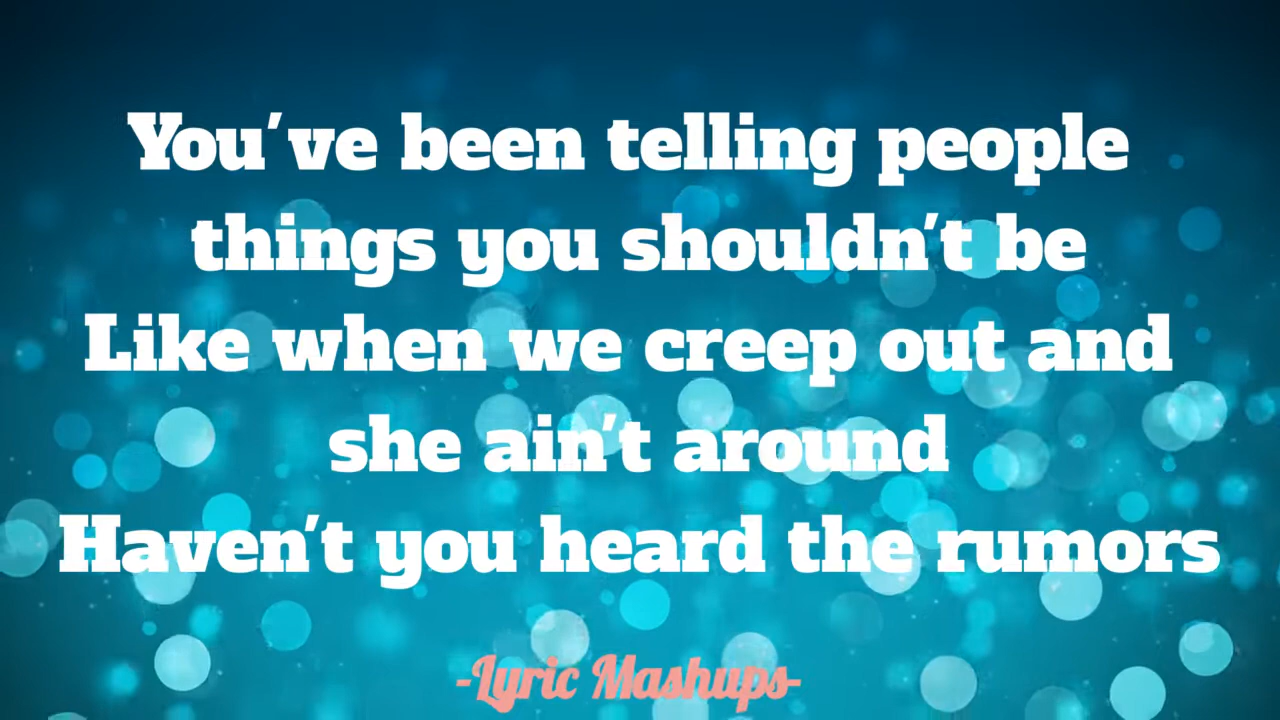 You've been telling people
things you shouldn't be
Like when we creep out and
she ain't around
Haven't you heard the rumors
-Lyric Mashups-